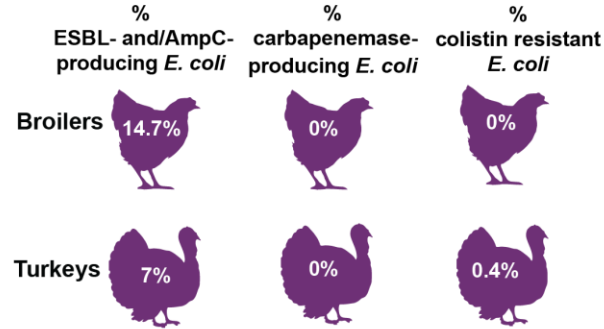 %
ESBL- and/AmpC-
producing E. coli
%
carbapenemase-
producing E. coli
%
colistin resistant
E. coli
Broilers
14.7%
0%
0%
Turkeys
7%
0%
0.4%